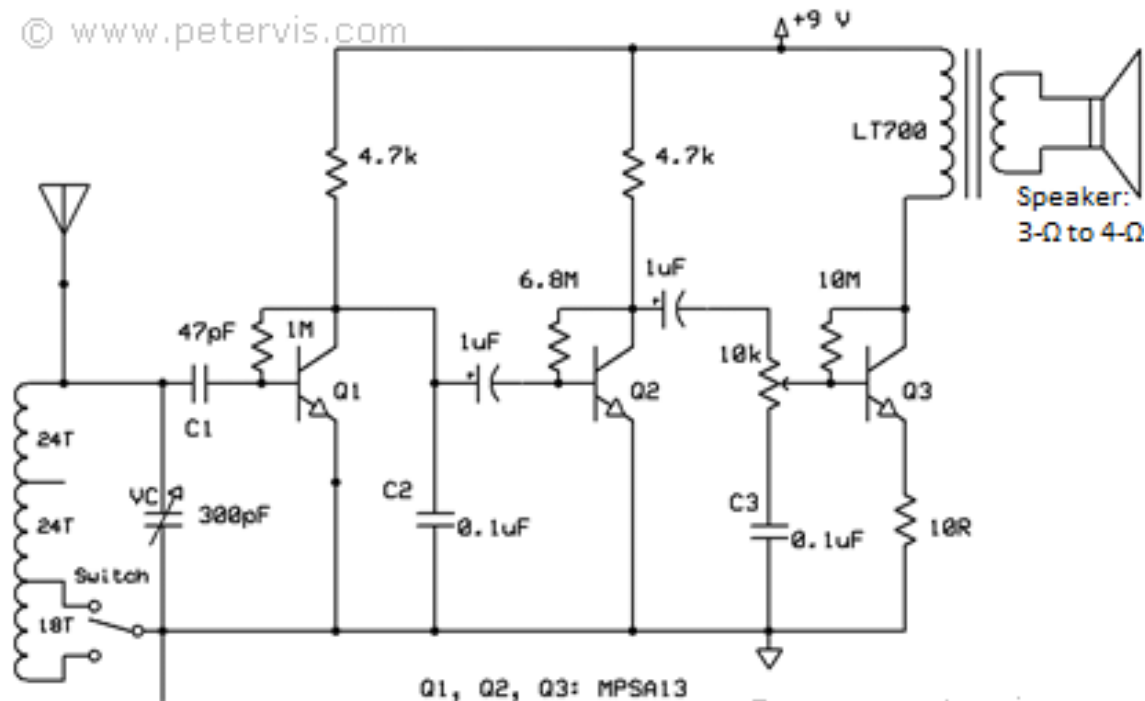 © www.petervis.com
+9 V
LT700
4.7k
4.7k
Speaker:
3-Ω to 4-Ω
1uF
6.8M
10M
47pF
1M
1uF
10k
Q1
Q2
Q3
C1
24T
VC
300pF
C2
C3
24T
0.1uF
0.1uF
10R
Switch
18T
Q1, Q2, Q3: MPSA13